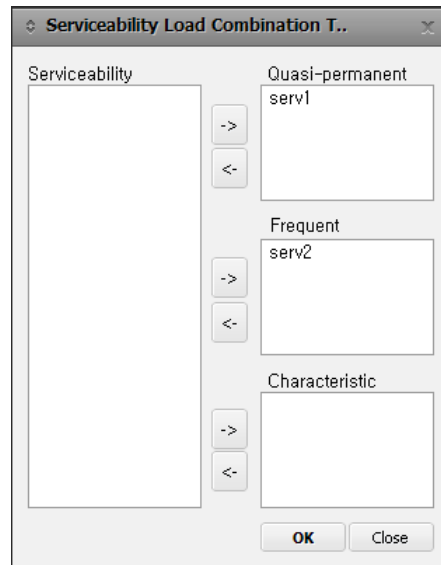 Serviceability Load Combination T..
Serviceability
Quasi-permanent
serv1
->
<-
Frequent
serv2
->
<-
Characteristic
->
<-
OK
Close